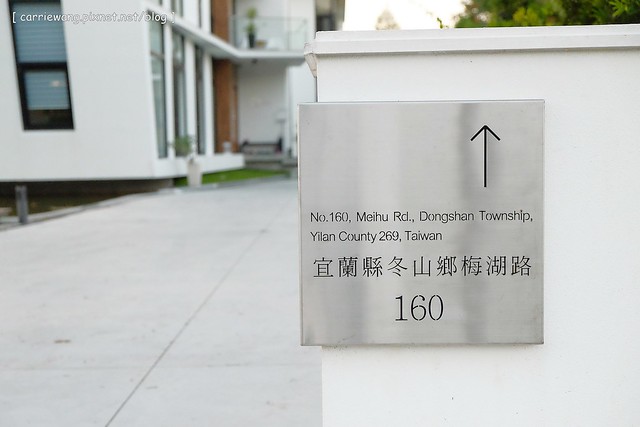 [ carriewang.pixnet.net/blog ]
No.160, Meihu Rd., Dongshan Township,
Yilan County 269, Taiwan
宜蘭縣冬山鄉梅湖路
160